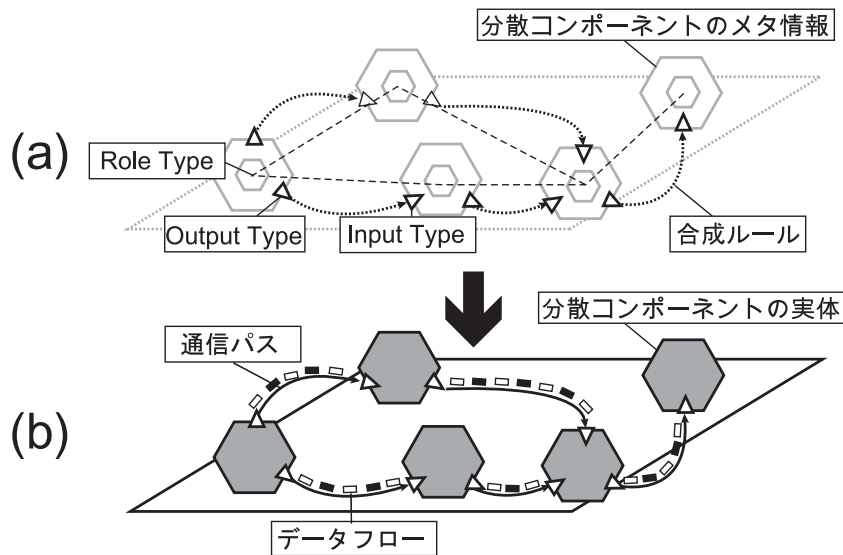 分散コンポーネントのメタ情報
(a)
Role Type
Output Type
Input Type
合成ルール
分散コンポーネントの実体
通信パス
(b)
データフロー